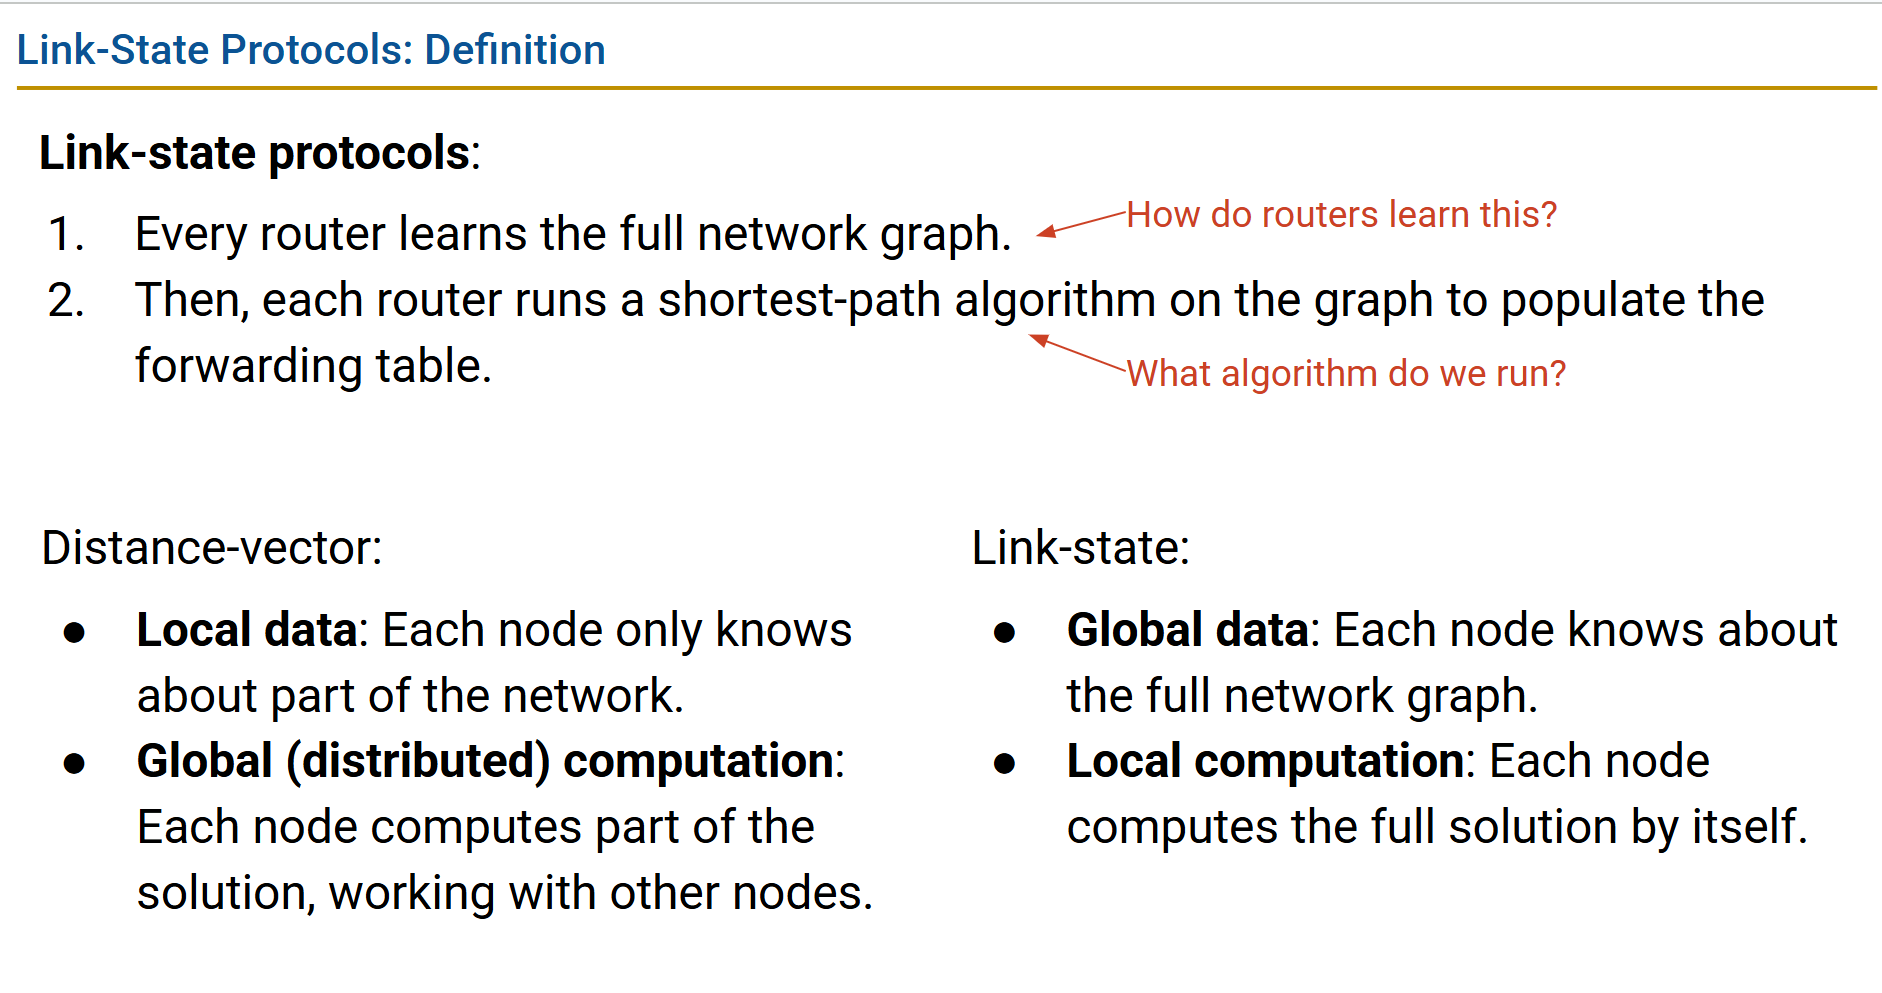 Link-State Protocols: Definition
Link-state protocols:
1. Every router learns the full network graph.
How do routers learn this?
2. Then, each router runs a shortest-path algorithm on the graph to populate the
forwarding table.
What algorithm do we run?
Distance-vector:
● Local data: Each node only knows
about part of the network.
● Global (distributed) computation:
Each node computes part of the
solution, working with other nodes.
Link-state:
● Global data: Each node knows about
the full network graph.
● Local computation: Each node
computes the full solution by itself.